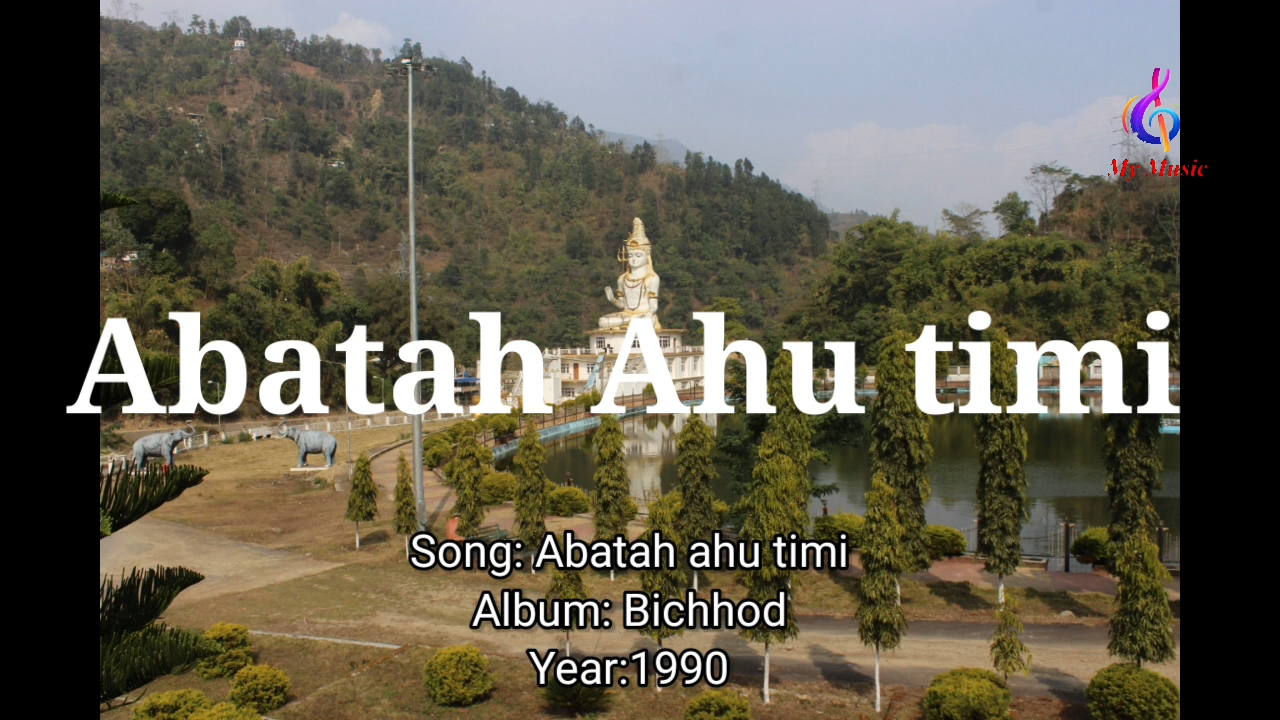 My Music
Abatah Ahu timi
Song: Abatah ahu timi
Album: Bichhod
Year:1990